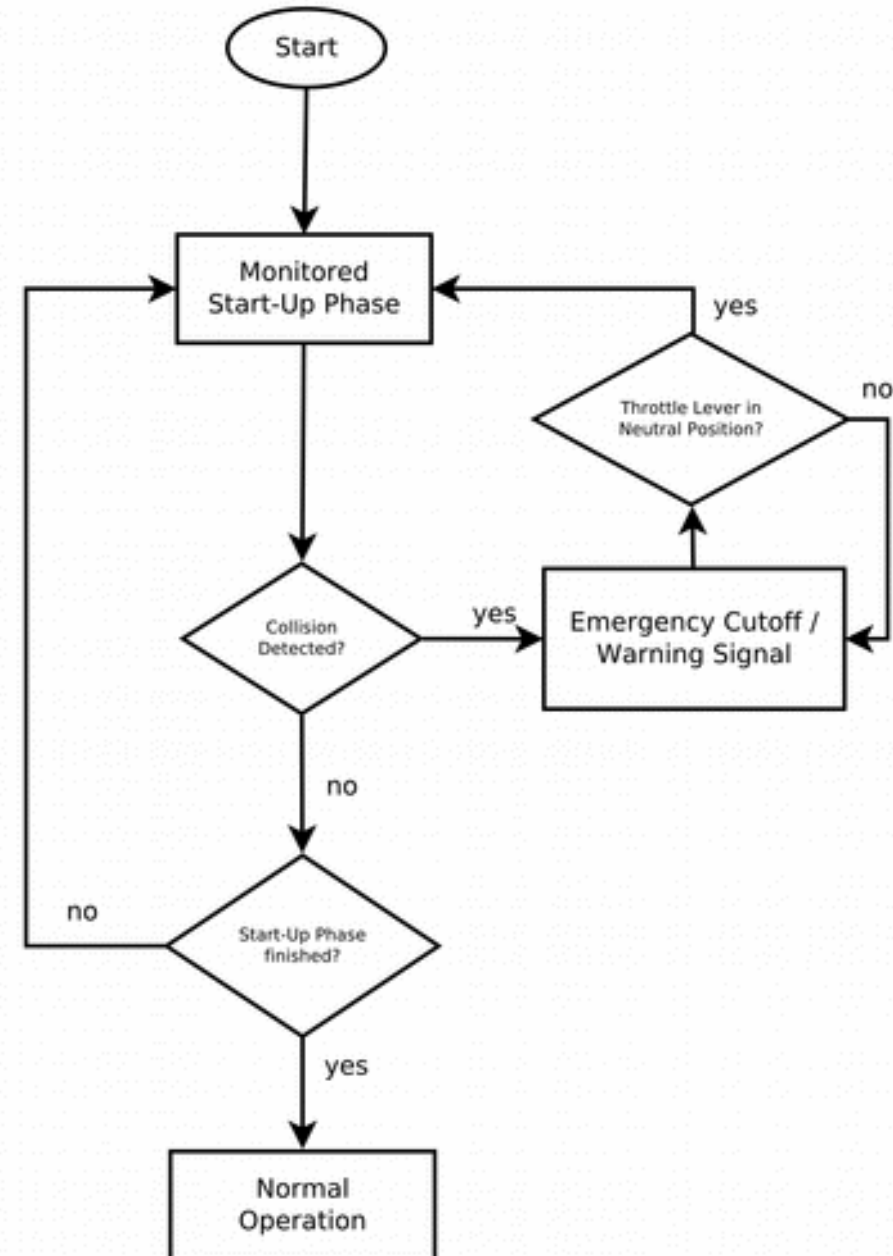 Start
Monitored
Start-Up Phase
yes
no
Throttle Lever in
Neutral Position?
Collision
Detected?
yes
Emergency Cutoff /
Warning Signal
no
no
Start-Up Phase
finished?
yes
Normal
Operation